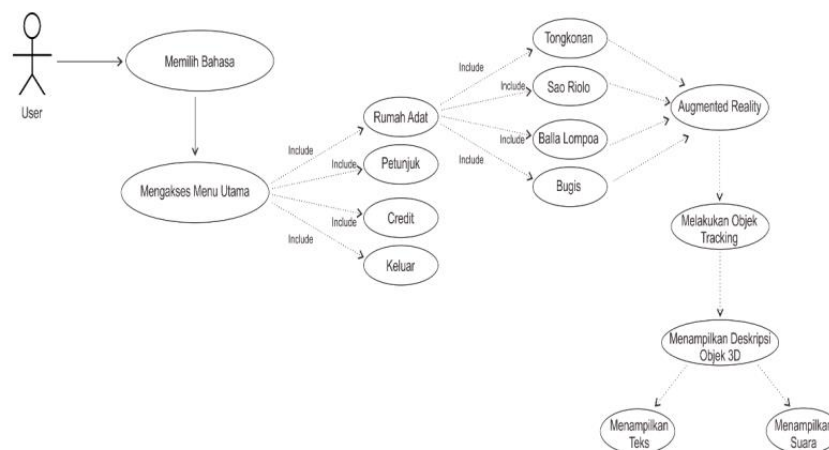 User
Memilih Bahasa
Mengakses Menu Utama
Include
Include
Include
Include
Rumah Adat
Petunjuk
Credit
Keluar
Include
Include
Include
Include
Tongkonan
Sao Riolo
Balla Lompoa
Bugis
Augmented Reality
Melakukan Objek
Tracking
Menampilkan Deskripsi
Objek 3D
Menampilkan
Teks
Menampilkan
Suara